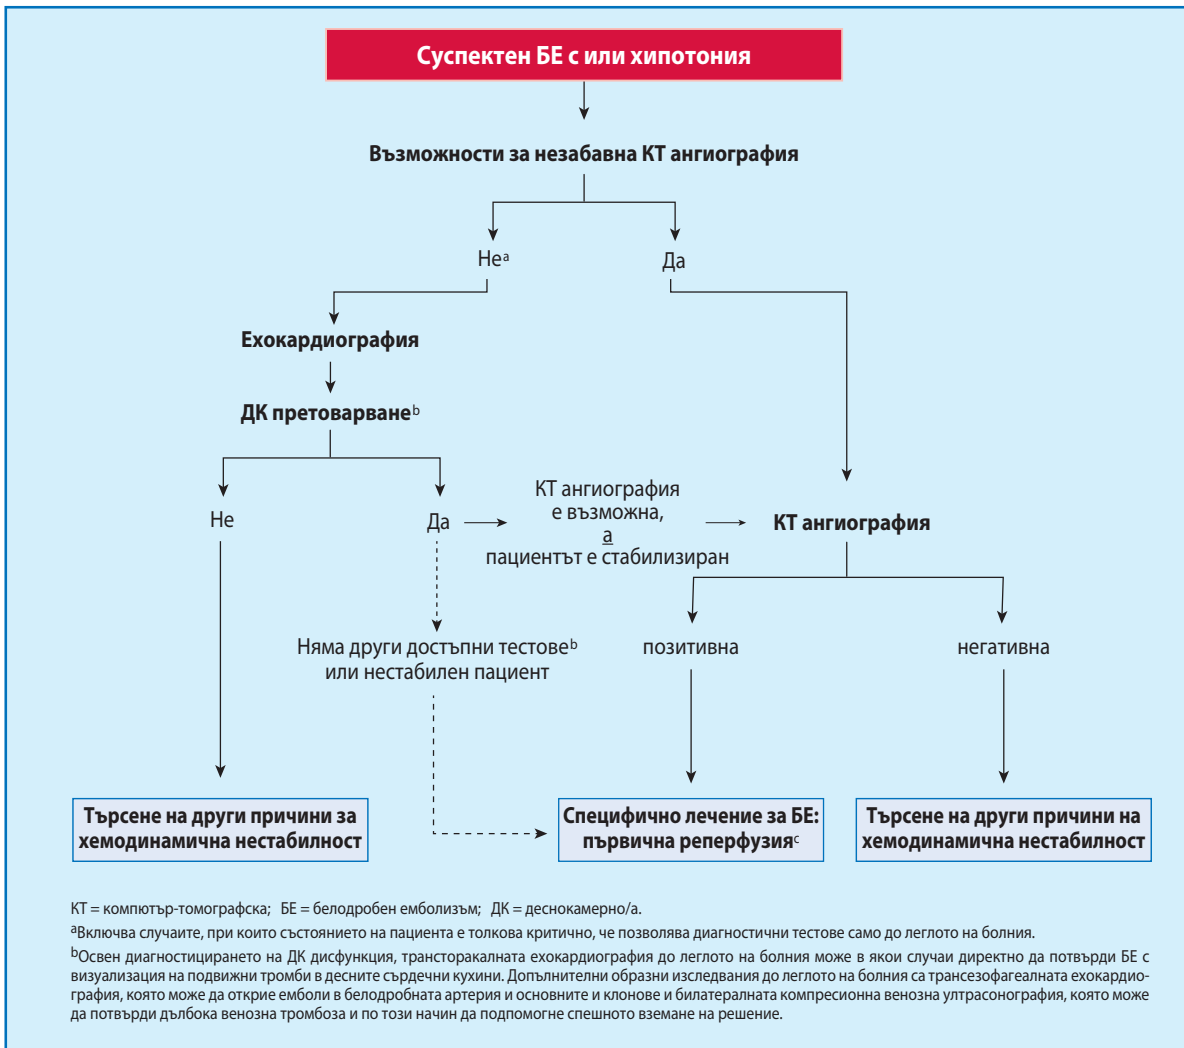 Суспектен БЕ с или хипотония
Възможности за незабавна КТ ангиография
Неᵃ
Да
Ехокардиография
ДК претоварванеᵇ
Не
Да
КТ ангиография
е възможна,
а
пациентът е стабилизиран
КТ ангиография
Няма други достъпни тестовеᵇ
или нестабилен пациент
позитивна
негативна
Търсене на други причини за
хемодинамична нестабилност
Специфично лечение за БЕ:
първична реперфузияᶜ
Търсене на други причини на
хемодинамична нестабилност
КТ = компютър-томографска; БЕ = белодробен емболизъм; ДК = деснокамерно/а.
ᵃВключва случаите, при които състоянието на пациента е толкова критично, че позволява диагностични тестове само до леглото на болния.
ᵇОсвен диагностицирането на ДК дисфункция, трансторакалната ехокардиография до леглото на болния може в някои случаи директно да потвърди БЕ с
визуализация на подвижни тромби в десните сърдечни кухини. Допълнителни образни изследвания до леглото на болния са трансезофагеалната ехокардио-
графия, която може да открие емболи в белодробната артерия и основните и клонове и билатералната компресионна венозна ултрасонография, която може
да потвърди дълбока венозна тромбоза и по този начин да подпомогне спешното вземане на решение.